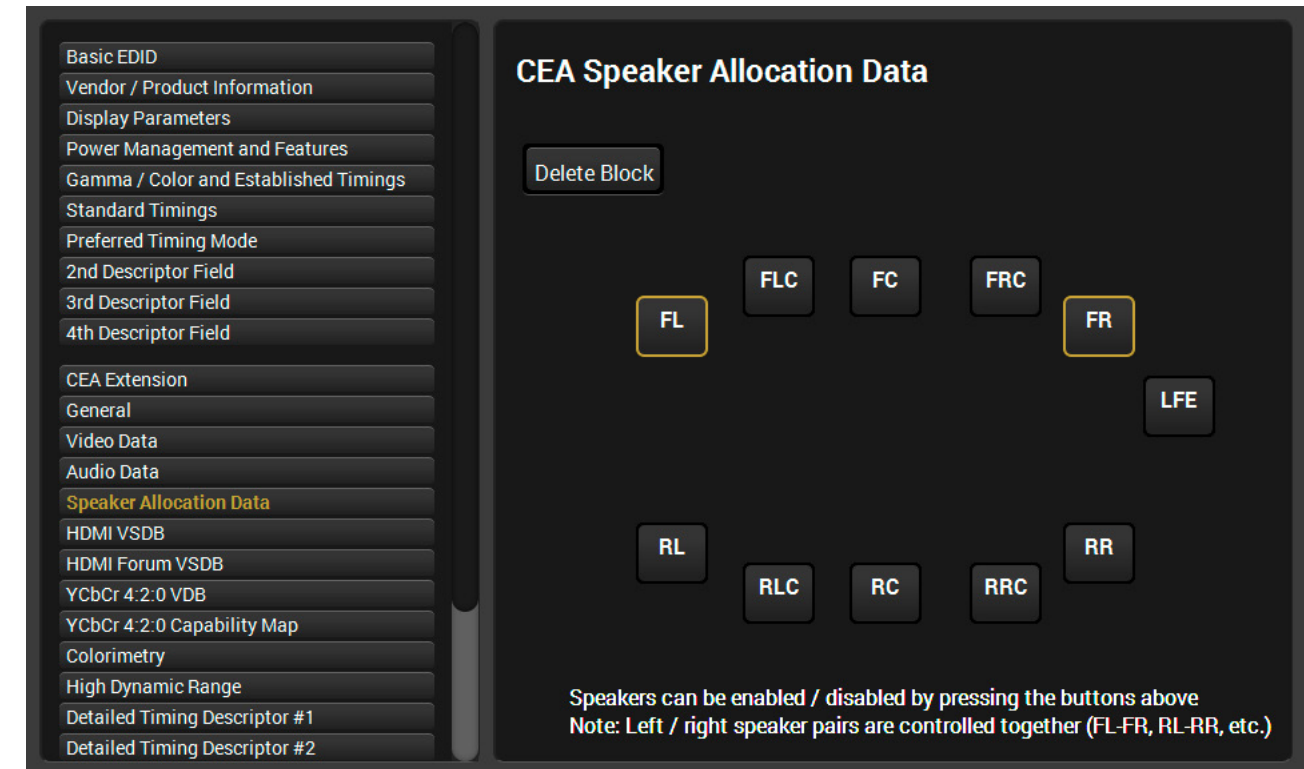 Basic EDID
Vendor / Product Information
Display Parameters
Power Management and Features
Gamma / Color and Established Timings
Standard Timings
Preferred Timing Mode
2nd Descriptor Field
3rd Descriptor Field
4th Descriptor Field
CEA Extension
General
Video Data
Audio Data
Speaker Allocation Data
HDMI VSDB
HDMI Forum VSDB
YCbCr 4:2:0 VDB
YCbCr 4:2:0 Capability Map
Colorimetry
High Dynamic Range
Detailed Timing Descriptor #1
Detailed Timing Descriptor #2
CEA Speaker Allocation Data
Delete Block
FLC FC FRC
FL FR
LFE
RL RR
RLC RC RRC
Speakers can be enabled / disabled by pressing the buttons above
Note: Left / right speaker pairs are controlled together (FL-FR, RL-RR, etc.)